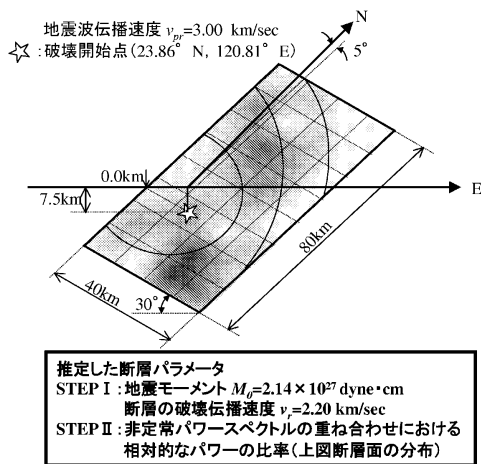 地震波伝播速度 vpr=3.00 km/sec
☆:破壊開始点(23.86°N, 120.81°E)
N
5°
0.0km
7.5km
E
80km
40km
30°
推定した断層パラメータ
STEPⅠ:地震モーメント M0=2.14×10^27 dyne・cm
断層の破壊伝播速度 vr=2.20 km/sec
STEPⅡ:非定常パワースペクトルの重ね合わせにおける
相対的なパワーの比率(上図断層面の分布)